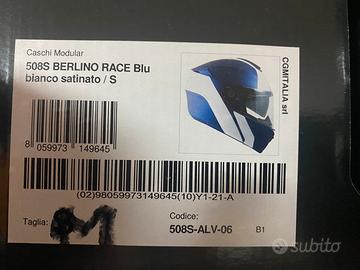 Caschi Modular
508S BERLINO RACE Blu
bianco satinato / S
CGMITALIA srl
8 059973 149645
(02)98059973149645(10)Y1-21-A
Taglia:
M
Codice:
508S-ALV-06
B1
subito